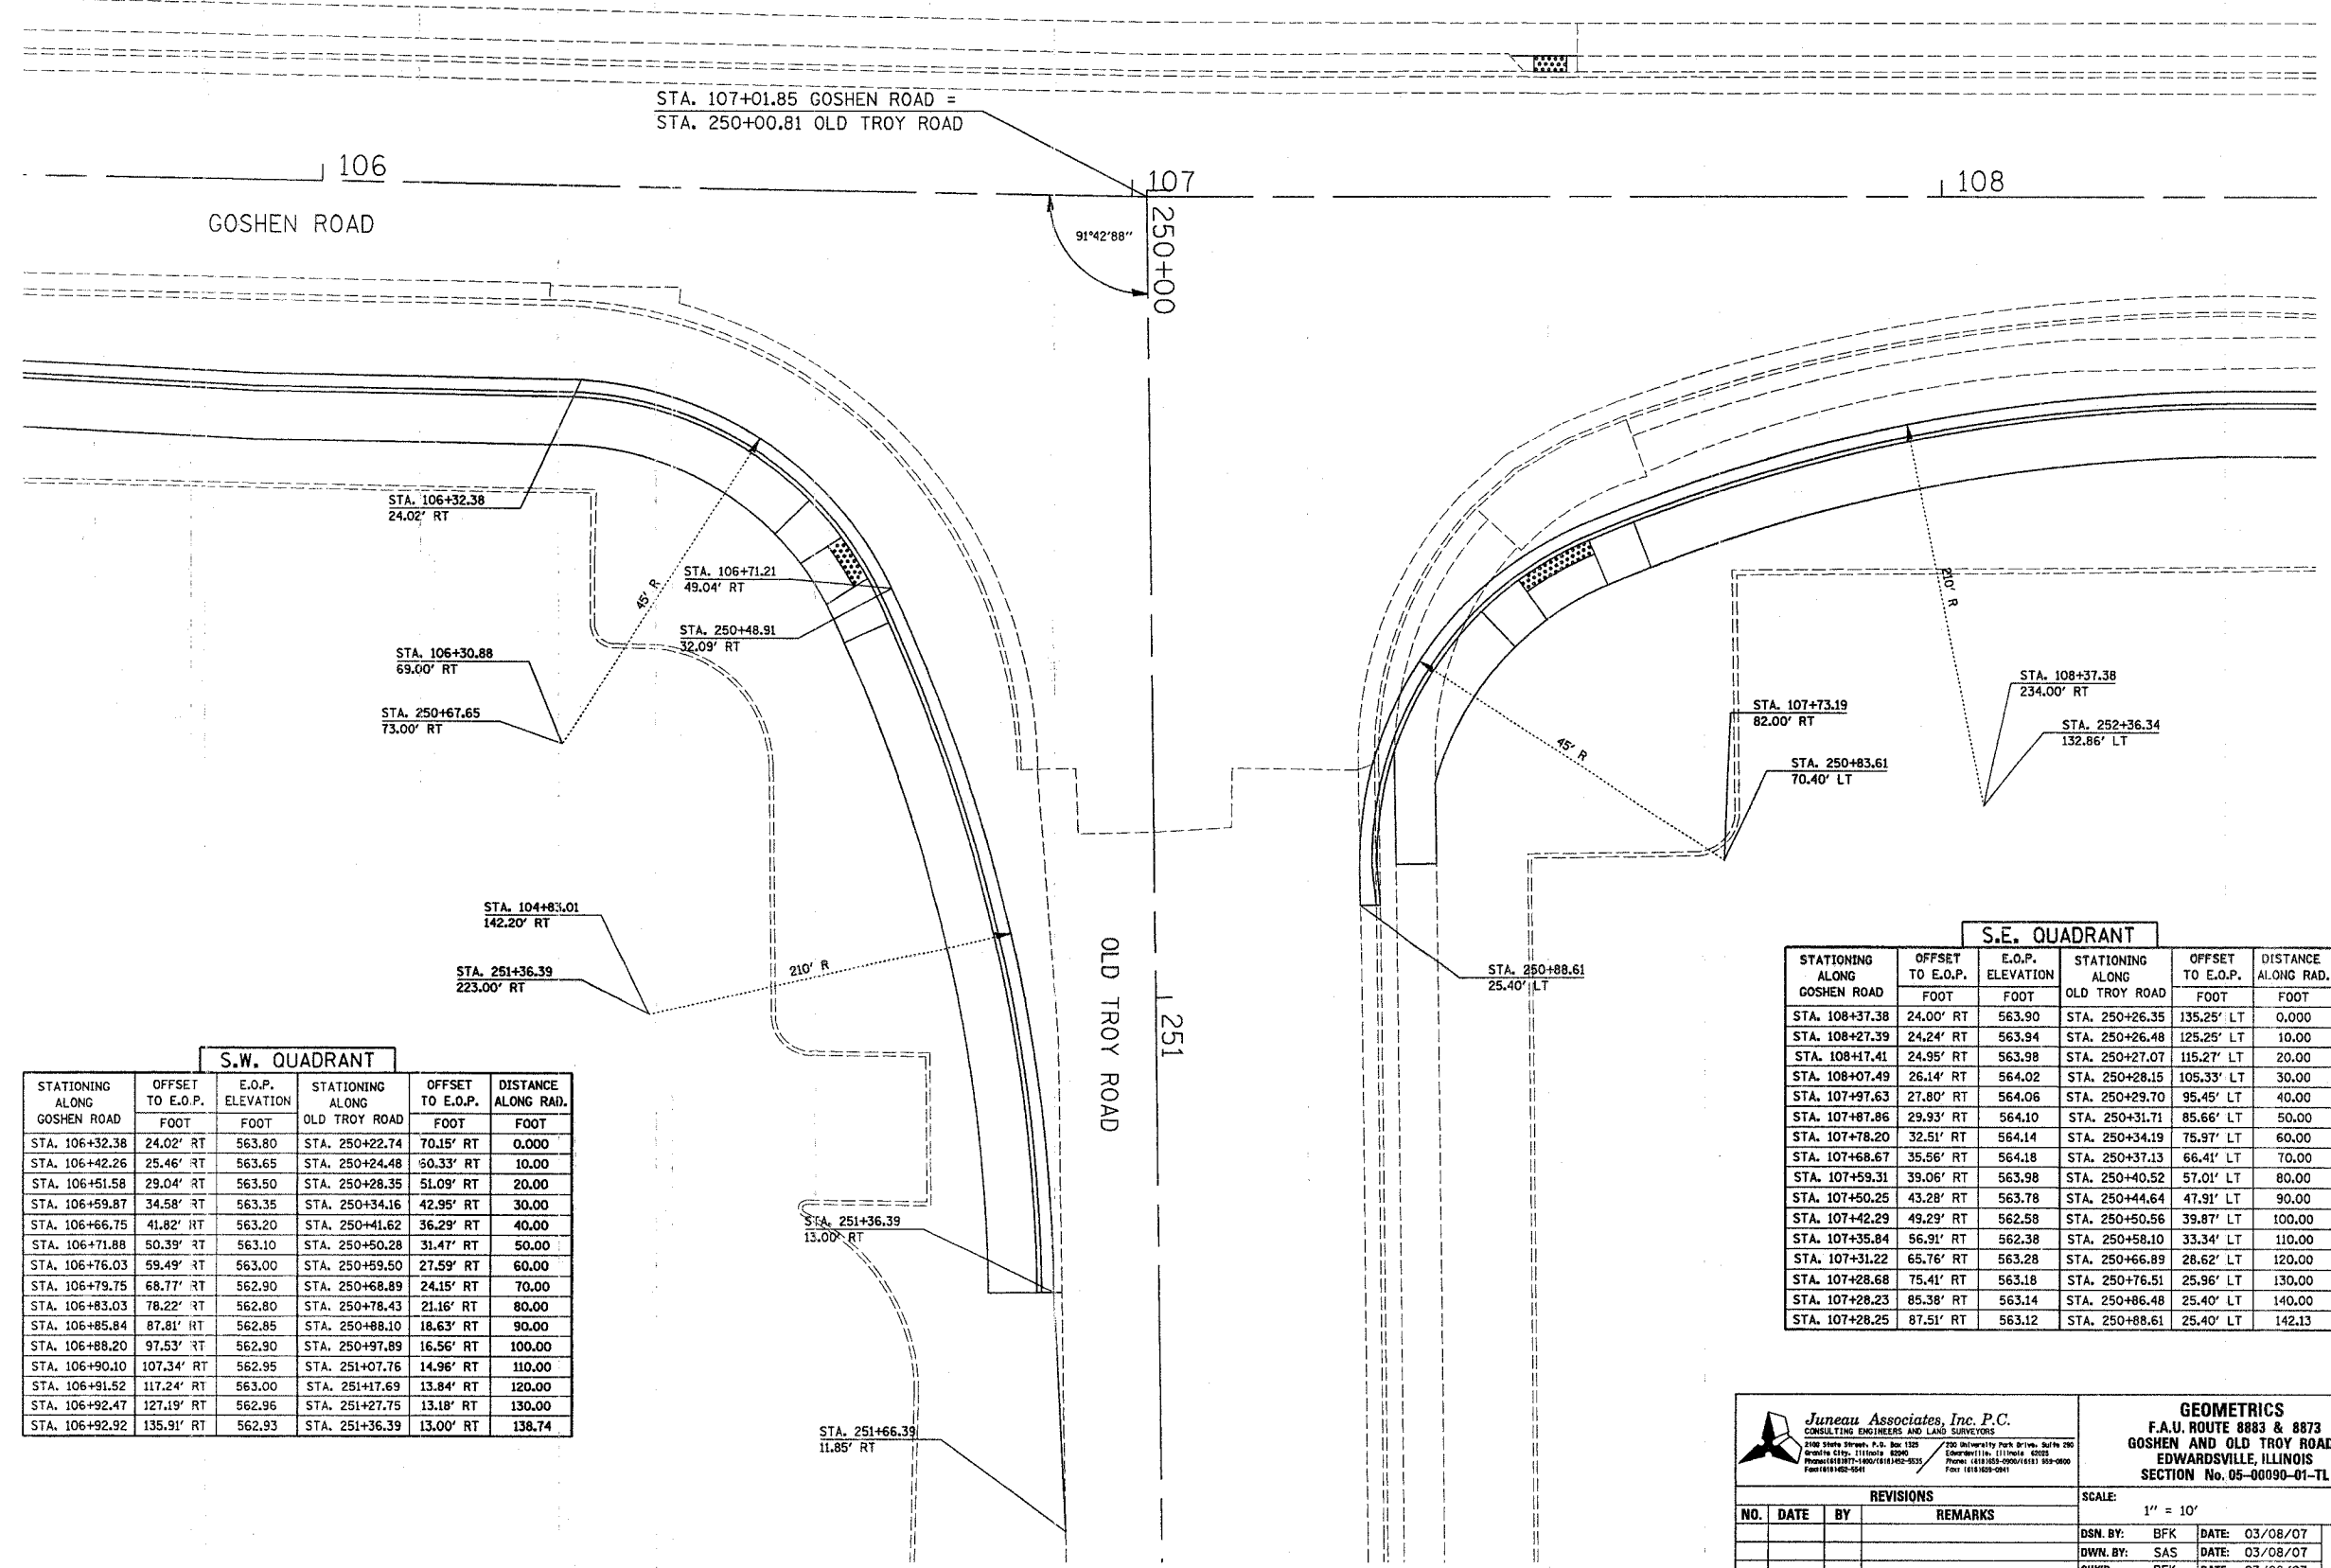 STA. 107+01.85 GOSHEN ROAD =
STA. 250+00.81 OLD TROY ROAD
106
107
108
GOSHEN ROAD
91°42'88"
250+00
STA. 106+32.38
24.02' RT
STA. 106+71.21
49.04' RT
45' R
STA. 250+48.91
32.09' RT
STA. 106+30.88
69.00' RT
STA. 250+67.65
73.00' RT
210' R
STA. 108+37.38
234.00' RT
STA. 107+73.19
82.00' RT
STA. 252+36.34
132.86' LT
45' R
STA. 250+83.61
70.40' LT
STA. 104+83.01
142.20' RT
STA. 251+36.39
223.00' RT
210' R
OLD TROY ROAD
251
STA. 250+88.61
25.40' LT
STA. 251+36.39
13.00' RT
STA. 251+66.39
11.85' RT
S.W. QUADRANT
STATIONING ALONG GOSHEN ROAD OFFSET TO E.O.P. E.O.P. ELEVATION STATIONING ALONG OLD TROY ROAD OFFSET TO E.O.P. DISTANCE ALONG RAD.
FOOT FOOT FOOT FOOT
STA. 106+32.38 24.02' RT 563.80 STA. 250+22.74 70.15' RT 0.000
STA. 106+42.26 25.46' RT 563.65 STA. 250+24.48 60.33' RT 10.00
STA. 106+51.58 29.04' RT 563.50 STA. 250+28.35 51.09' RT 20.00
STA. 106+59.87 34.58' RT 563.35 STA. 250+34.16 42.95' RT 30.00
STA. 106+66.75 41.82' RT 563.20 STA. 250+41.62 36.29' RT 40.00
STA. 106+71.88 50.39' RT 563.10 STA. 250+50.28 31.47' RT 50.00
STA. 106+76.03 59.49' RT 563.00 STA. 250+59.50 27.59' RT 60.00
STA. 106+79.75 68.77' RT 562.90 STA. 250+68.89 24.15' RT 70.00
STA. 106+83.03 78.22' RT 562.80 STA. 250+78.43 21.16' RT 80.00
STA. 106+85.84 87.81' RT 562.85 STA. 250+88.10 18.63' RT 90.00
STA. 106+88.20 97.53' RT 562.90 STA. 250+97.89 16.56' RT 100.00
STA. 106+90.10 107.34' RT 562.95 STA. 251+07.76 14.96' RT 110.00
STA. 106+91.52 117.24' RT 563.00 STA. 251+17.69 13.84' RT 120.00
STA. 106+92.47 127.19' RT 562.96 STA. 251+27.75 13.18' RT 130.00
STA. 106+92.92 135.91' RT 562.93 STA. 251+36.39 13.00' RT 138.74
S.E. QUADRANT
STATIONING ALONG GOSHEN ROAD OFFSET TO E.O.P. E.O.P. ELEVATION STATIONING ALONG OLD TROY ROAD OFFSET TO E.O.P. DISTANCE ALONG RAD.
FOOT FOOT FOOT FOOT
STA. 108+37.38 24.00' RT 563.90 STA. 250+26.35 135.25' LT 0.000
STA. 108+27.39 24.24' RT 563.94 STA. 250+26.48 125.25' LT 10.00
STA. 108+17.41 24.95' RT 563.98 STA. 250+27.07 115.27' LT 20.00
STA. 108+07.49 26.14' RT 564.02 STA. 250+28.15 105.33' LT 30.00
STA. 107+97.63 27.80' RT 564.06 STA. 250+29.70 95.45' LT 40.00
STA. 107+87.86 29.93' RT 564.10 STA. 250+31.71 85.66' LT 50.00
STA. 107+78.20 32.51' RT 564.14 STA. 250+34.19 75.97' LT 60.00
STA. 107+68.67 35.56' RT 564.18 STA. 250+37.13 66.41' LT 70.00
STA. 107+59.31 39.06' RT 563.98 STA. 250+40.52 57.01' LT 80.00
STA. 107+50.25 43.28' RT 563.78 STA. 250+44.64 47.91' LT 90.00
STA. 107+42.29 49.29' RT 562.58 STA. 250+50.56 39.87' LT 100.00
STA. 107+35.84 56.91' RT 562.38 STA. 250+58.10 33.34' LT 110.00
STA. 107+31.22 65.76' RT 563.28 STA. 250+66.89 28.62' LT 120.00
STA. 107+28.68 75.41' RT 563.18 STA. 250+76.51 25.96' LT 130.00
STA. 107+28.23 85.38' RT 563.14 STA. 250+86.48 25.40' LT 140.00
STA. 107+28.25 87.51' RT 563.12 STA. 250+88.61 25.40' LT 142.13
Juneau Associates, Inc. P.C.
CONSULTING ENGINEERS AND LAND SURVEYORS
2100 State Street, P.O. Box 1325
Granite City, Illinois 62040
Edwardsville, Illinois 62025
GEOMETRICS
F.A.U. ROUTE 8883 & 8873
GOSHEN AND OLD TROY ROAD
EDWARDSVILLE, ILLINOIS
SECTION No. 05-00090-01-TL
REVISIONS
NO. DATE BY REMARKS
SCALE:
1" = 10'
DSN. BY: BFK DATE: 03/08/07
DWN. BY: SAS DATE: 03/08/07